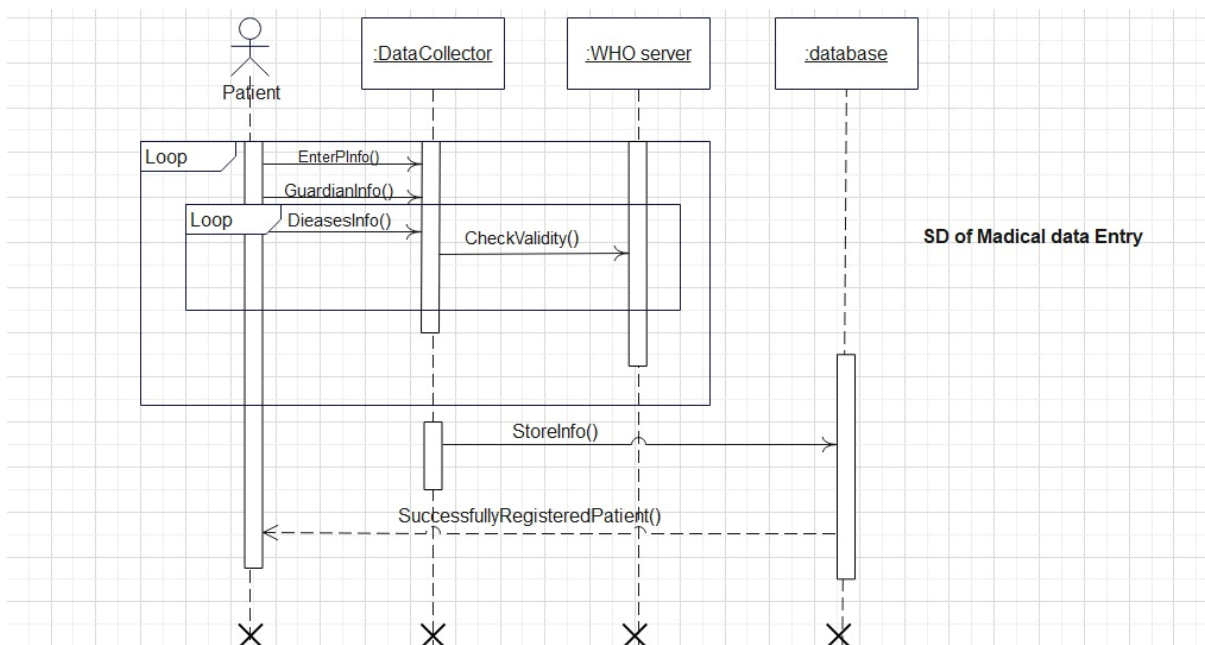 :DataCollector
:WHO server
:database
Patient
Loop
EnterPInfo()
GuardianInfo()
Loop
DieasesInfo()
CheckValidity()
SD of Madical data Entry
StoreInfo()
SuccessfullyRegisteredPatient()